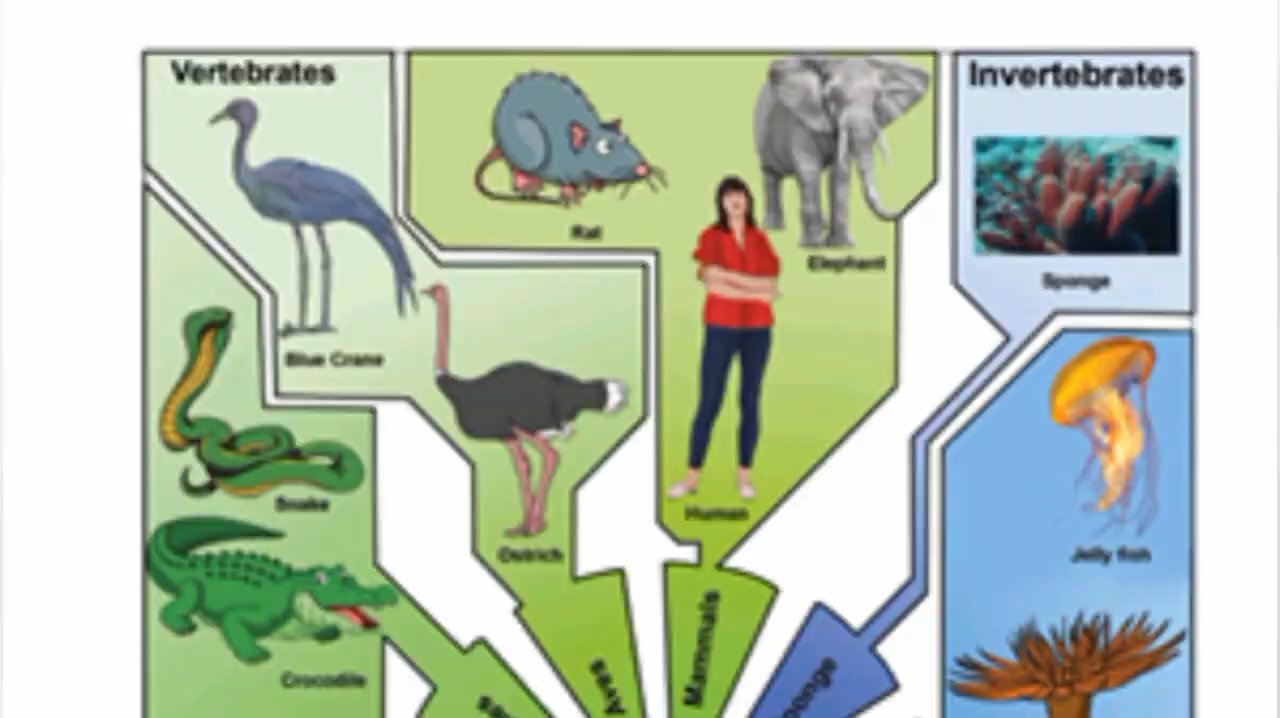 Vertebrates
Invertebrates
Rat
Elephant
Sponge
Blue Crane
Snake
Human
Ostrich
Jelly fish
Crocodile
Aves
Mammals